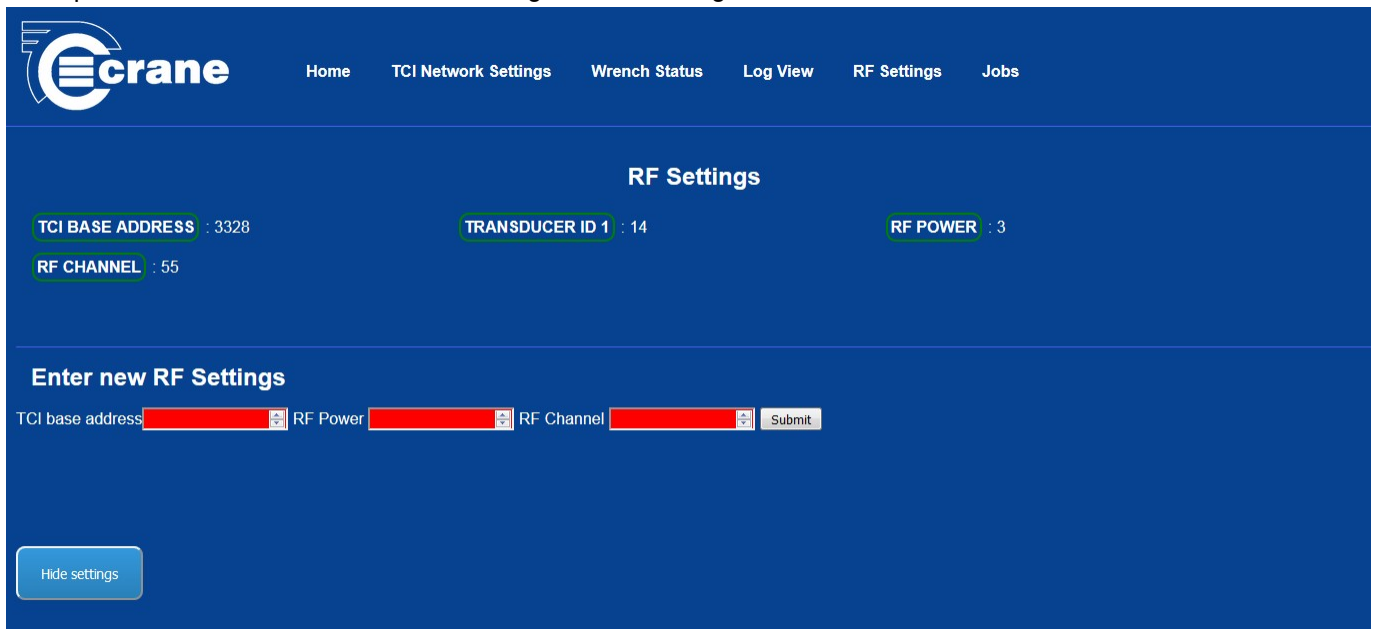 crane
Home TCI Network Settings Wrench Status Log View RF Settings Jobs
RF Settings
TCI BASE ADDRESS : 3328 TRANSDUCER ID 1 : 14 RF POWER : 3
RF CHANNEL : 55
Enter new RF Settings
TCI base address RF Power RF Channel Submit
Hide settings